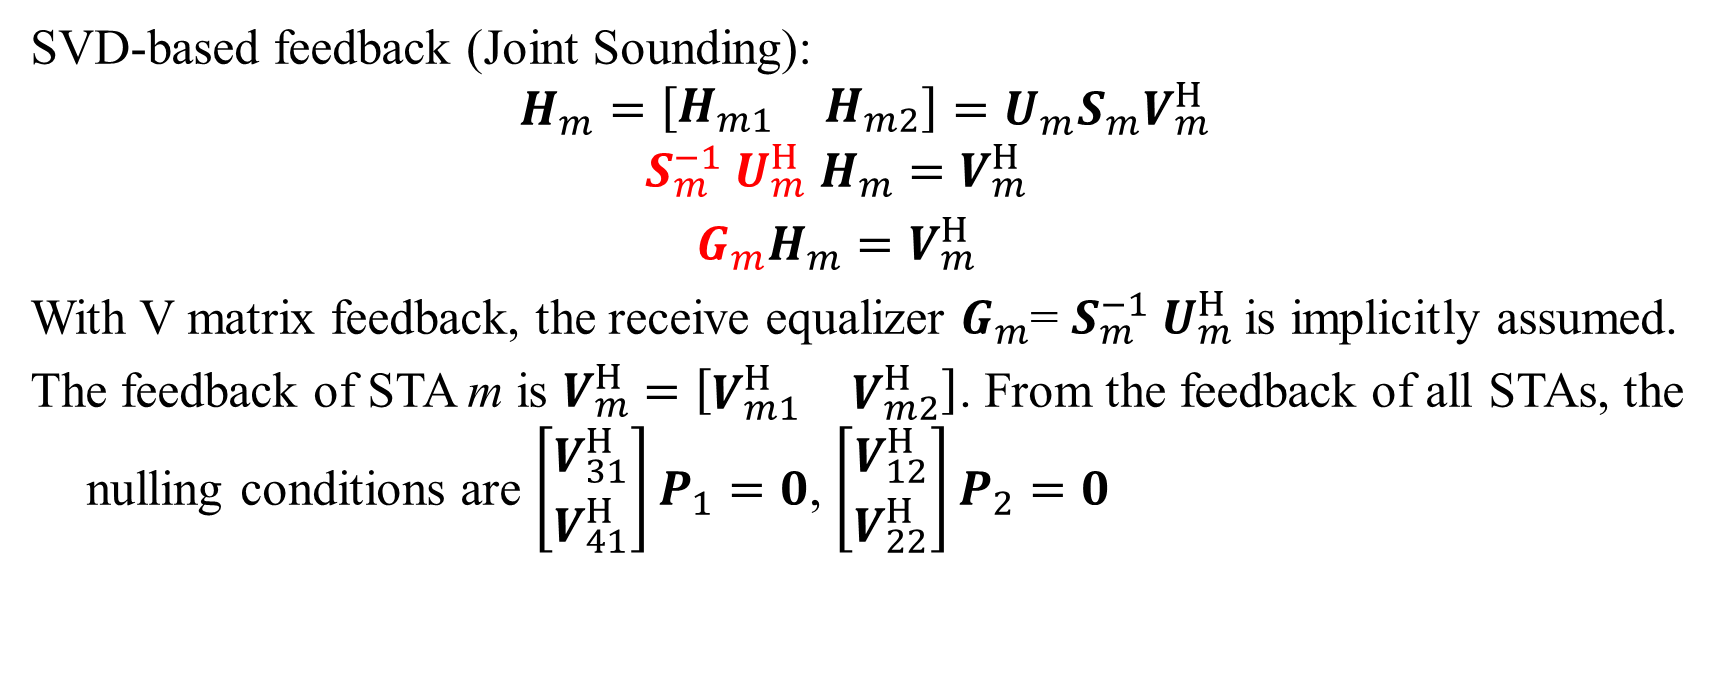 SVD-based feedback (Joint Sounding):
𝑯_𝑚 = [𝑯_𝑚1 𝑯_𝑚2] = 𝑼_𝑚 𝑺_𝑚 𝑽_𝑚^H
𝑺_𝑚^−1 𝑼_𝑚^H 𝑯_𝑚 = 𝑽_𝑚^H
𝑮_𝑚 𝑯_𝑚 = 𝑽_𝑚^H
With V matrix feedback, the receive equalizer 𝑮_𝑚= 𝑺_𝑚^−1 𝑼_𝑚^H is implicitly assumed.
The feedback of STA m is 𝑽_𝑚^H = [𝑽_𝑚1^H 𝑽_𝑚2^H]. From the feedback of all STAs, the
nulling conditions are [𝑽_31^H; 𝑽_41^H] 𝑷_1 = 𝟎, [𝑽_12^H; 𝑽_22^H] 𝑷_2 = 𝟎